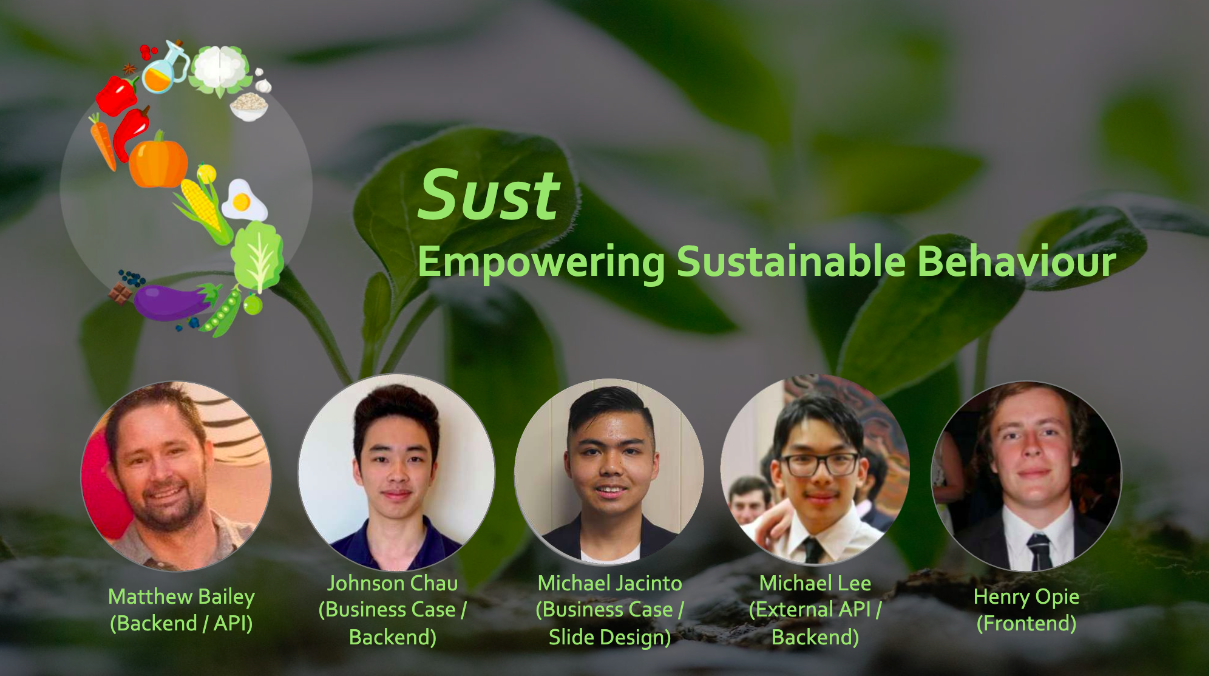 Sust
Empowering Sustainable Behaviour
Matthew Bailey
(Backend / API)
Johnson Chau
(Business Case /
Backend)
Michael Jacinto
(Business Case /
Slide Design)
Michael Lee
(External API /
Backend)
Henry Opie
(Frontend)